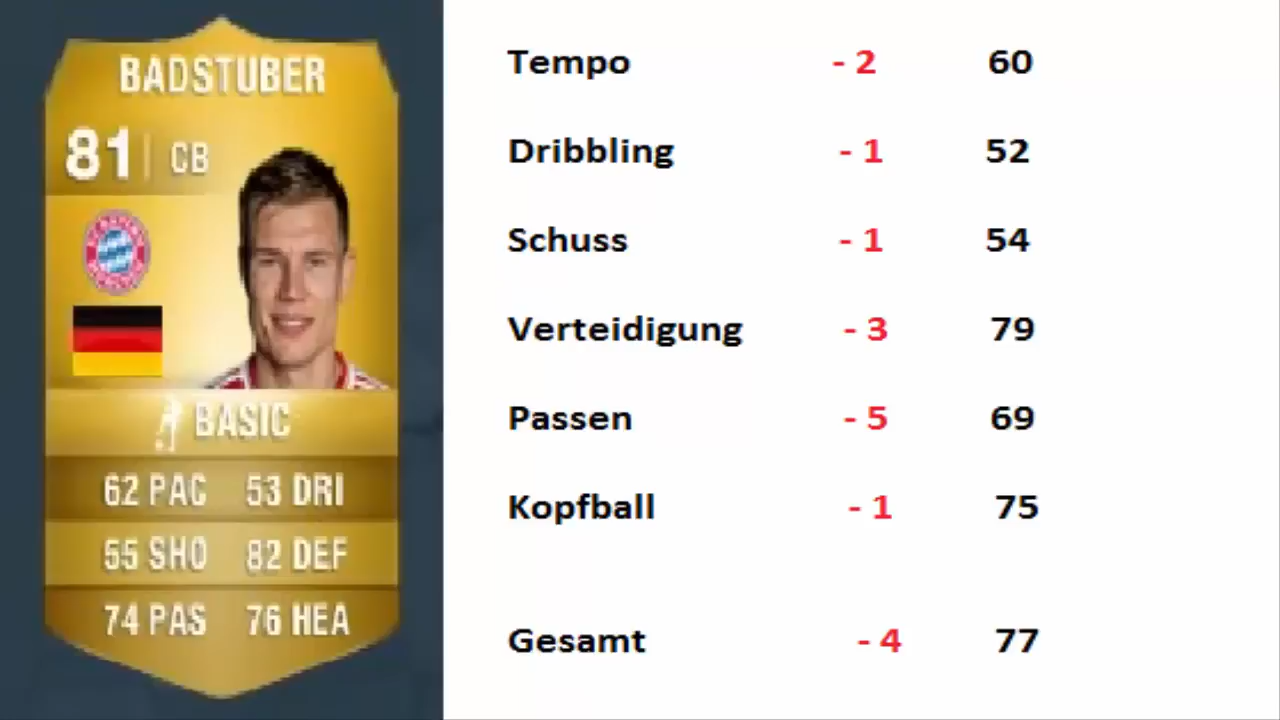 BADSTUBER
81 CB
BASIC
62 PAC 53 DRI
55 SHO 82 DEF
74 PAS 76 HEA
Tempo - 2 60
Dribbling - 1 52
Schuss - 1 54
Verteidigung - 3 79
Passen - 5 69
Kopfball - 1 75
Gesamt - 4 77